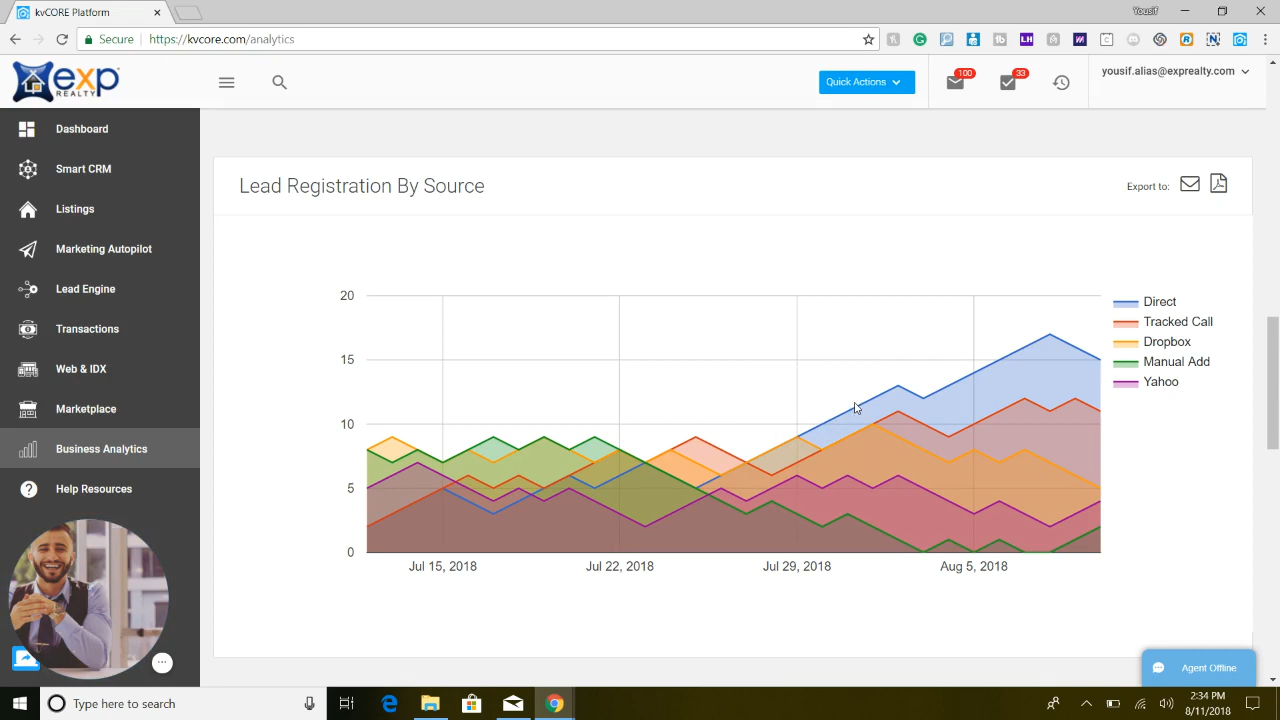 kvCORE Platform
Yousif
Secure
https://kvcore.com/analytics
exp
REALTY
Quick Actions
100
33
yousif.alias@exprealty.com
Dashboard
Smart CRM
Listings
Marketing Autopilot
Lead Engine
Transactions
Web & IDX
Marketplace
Business Analytics
Help Resources
Lead Registration By Source
Export to:
20
15
10
5
0
Jul 15, 2018
Jul 22, 2018
Jul 29, 2018
Aug 5, 2018
Direct
Tracked Call
Dropbox
Manual Add
Yahoo
Agent Offline
Type here to search
2:34 PM
8/11/2018